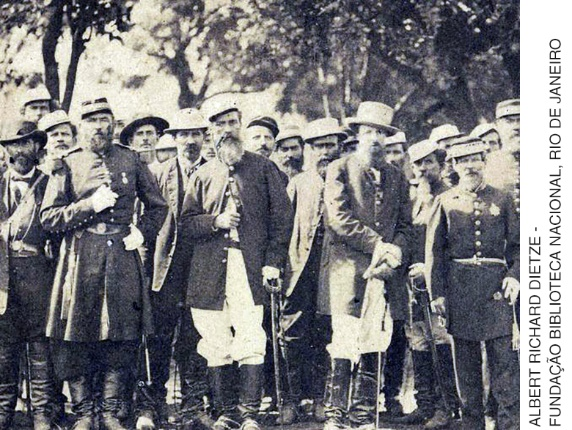 ALBERT RICHARD DIETZE -
FUNDAÇÃO BIBLIOTECA NACIONAL, RIO DE JANEIRO